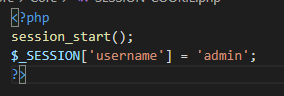 <?php
session_start();
$_SESSION['username'] = 'admin';
?>